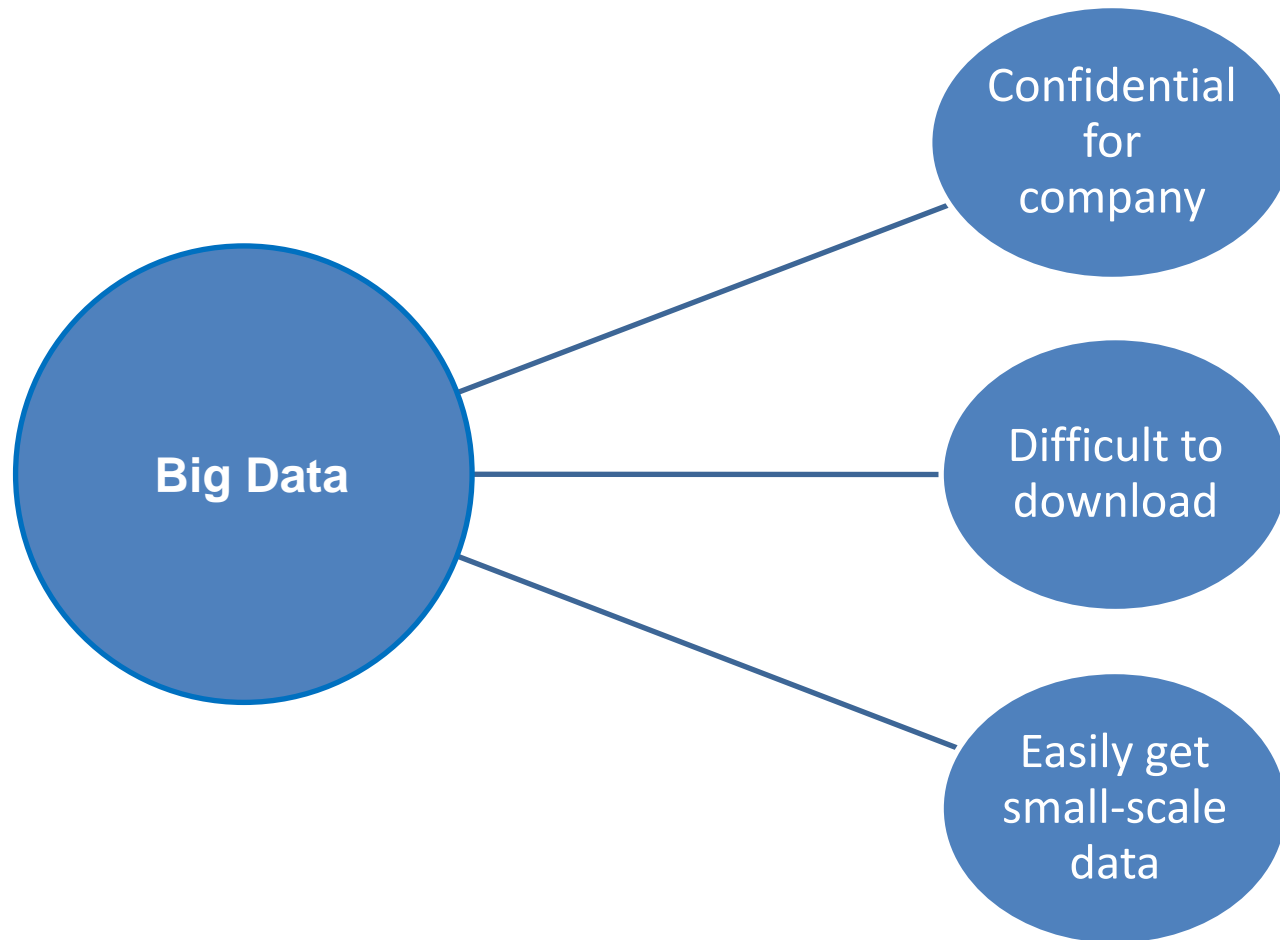 Confidential
for
company
Big Data
Difficult to
download
Easily get
small-scale
data